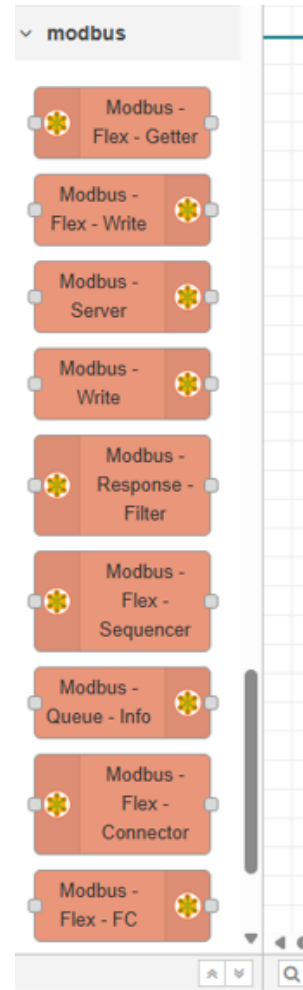 modbus
Modbus -
Flex - Getter
Modbus -
Flex - Write
Modbus -
Server
Modbus -
Write
Modbus -
Response -
Filter
Modbus -
Flex -
Sequencer
Modbus -
Queue - Info
Modbus -
Flex -
Connector
Modbus -
Flex - FC